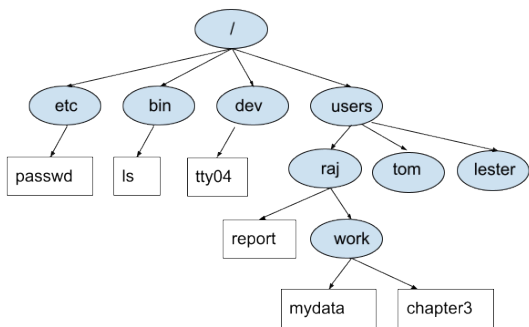 /
etc bin dev users
passwd ls tty04 raj tom lester
report work
mydata chapter3